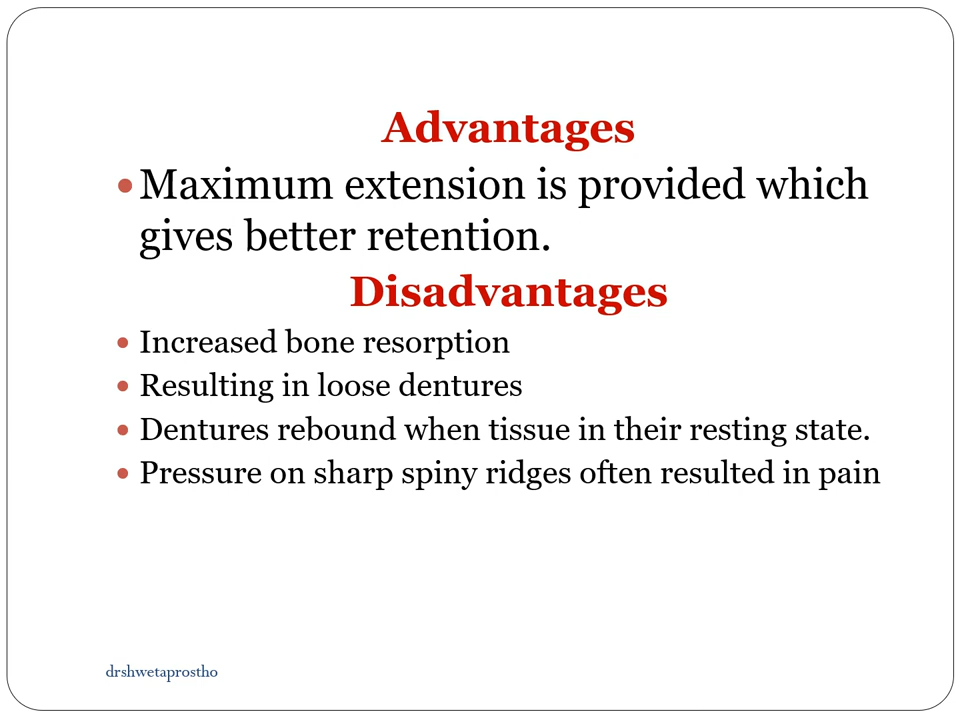 Advantages
• Maximum extension is provided which
gives better retention.
Disadvantages
• Increased bone resorption
• Resulting in loose dentures
• Dentures rebound when tissue in their resting state.
• Pressure on sharp spiny ridges often resulted in pain
drshwetaprostho